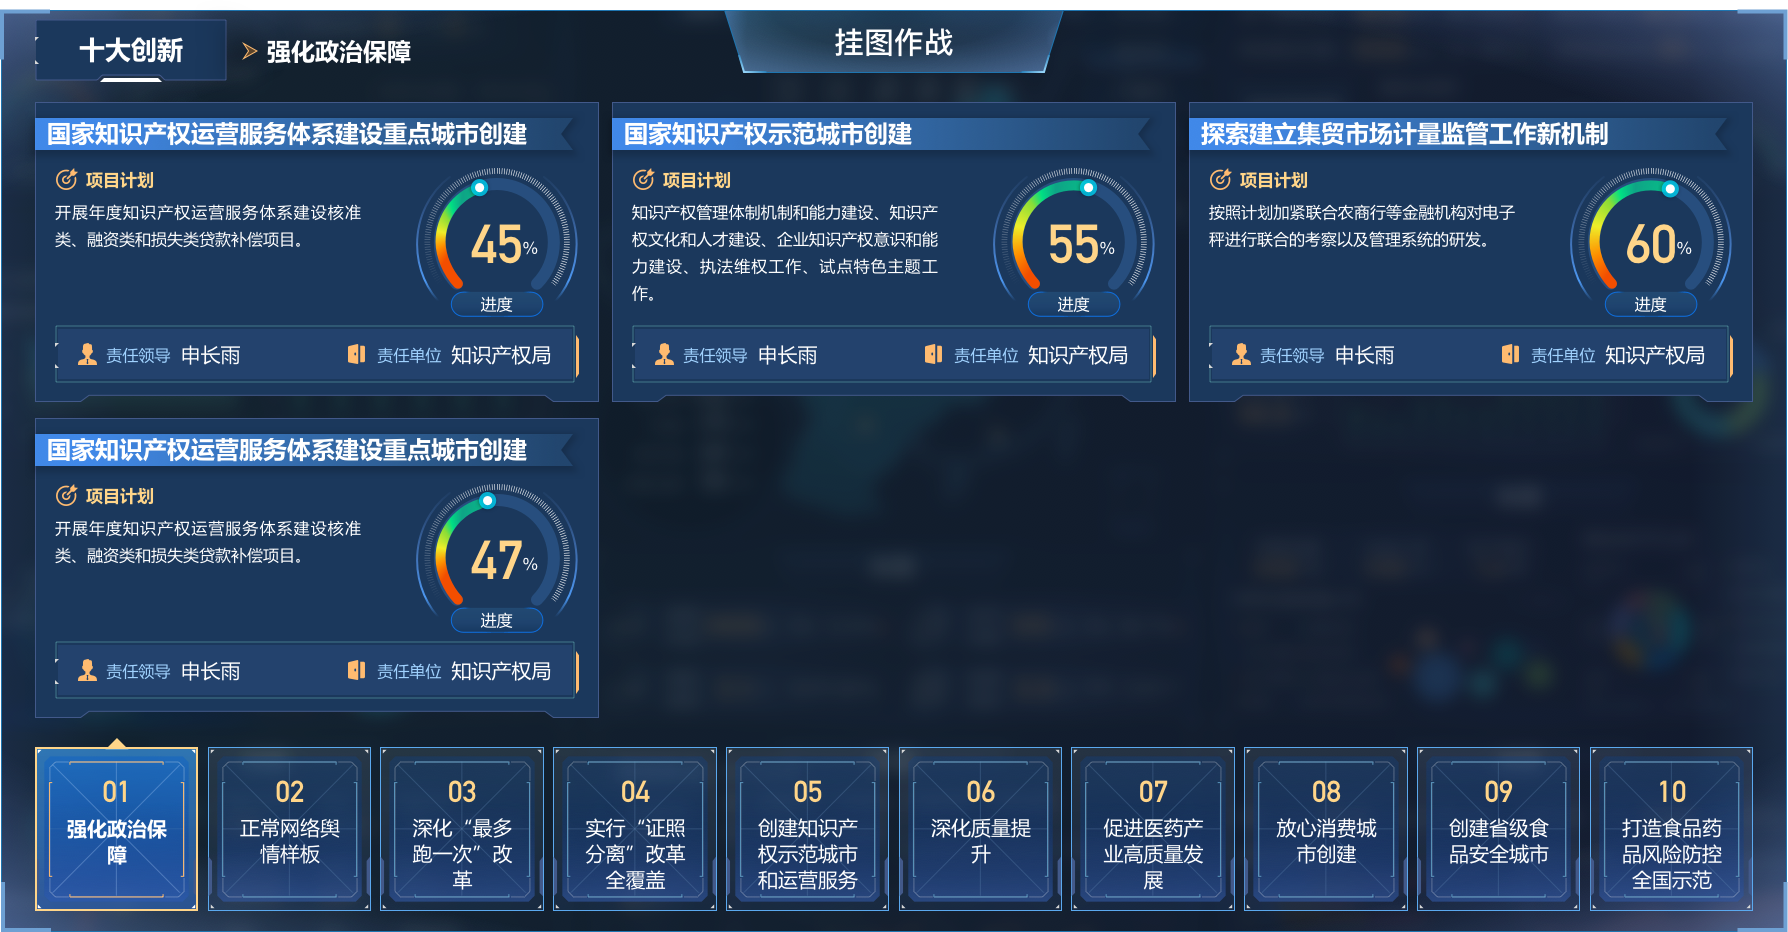 十大创新
强化政治保障
挂图作战
国家知识产权运营服务体系建设重点城市创建
项目计划
开展年度知识产权运营服务体系建设核准
类、融资类和损失类贷款补偿项目。
45%
进度
责任领导 申长雨
责任单位 知识产权局
国家知识产权示范城市创建
项目计划
知识产权管理体制机制和能力建设、知识产
权文化和人才建设、企业知识产权意识和能
力建设、执法维权工作、试点特色主题工
作。
55%
进度
责任领导 申长雨
责任单位 知识产权局
探索建立集贸市场计量监管工作新机制
项目计划
按照计划加紧联合农商行等金融机构对电子
秤进行联合的考察以及管理系统的研发。
60%
进度
责任领导 申长雨
责任单位 知识产权局
国家知识产权运营服务体系建设重点城市创建
项目计划
开展年度知识产权运营服务体系建设核准
类、融资类和损失类贷款补偿项目。
47%
进度
责任领导 申长雨
责任单位 知识产权局
01
强化政治保
障
02
正常网络舆
情样板
03
深化“最多
跑一次”改
革
04
实行“证照
分离”改革
全覆盖
05
创建知识产
权示范城市
和运营服务
06
深化质量提
升
07
促进医药产
业高质量发
展
08
放心消费城
市创建
09
创建省级食
品安全城市
10
打造食品药
品风险防控
全国示范